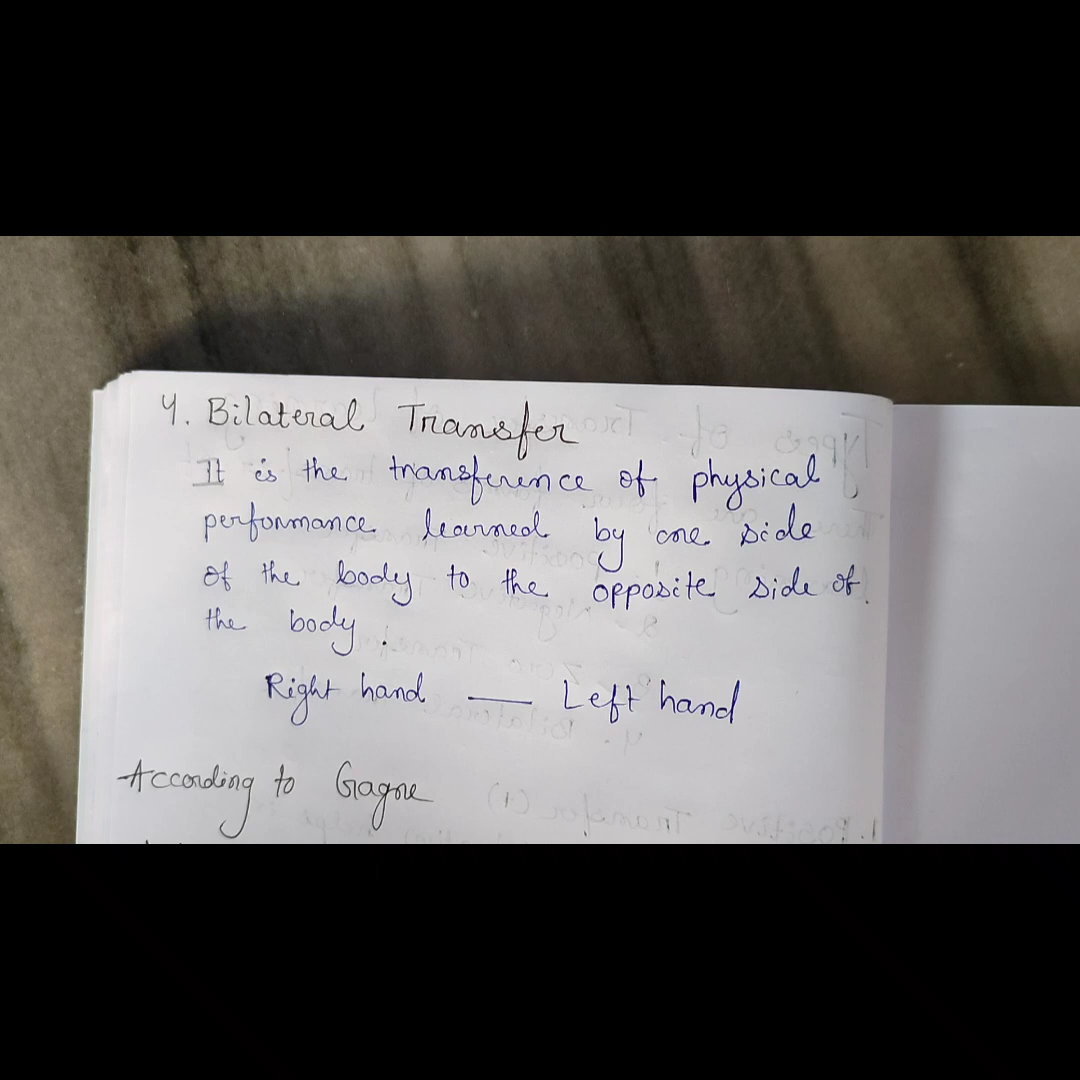 4. Bilateral Transfer
It is the transference of physical
performance learned by one side
of the body to the opposite side of
the body.
Right hand — Left hand
According to Gagne